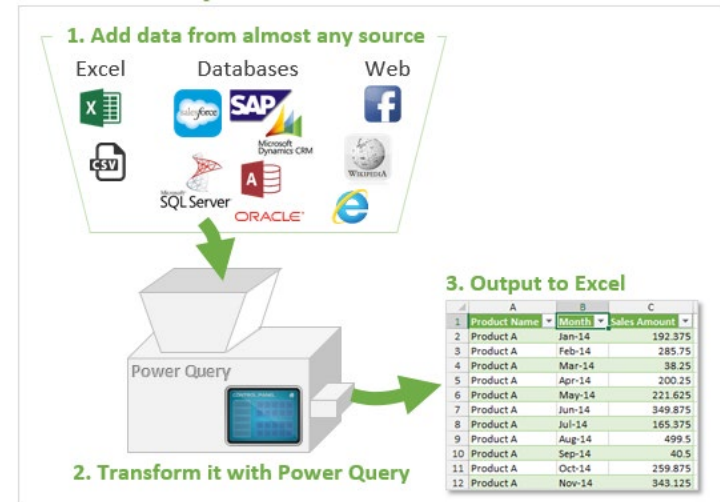 1. Add data from almost any source
Excel Databases Web
salesforce SAP
Microsoft
Dynamics CRM
CSV
WIKIPEDIA
Microsoft
SQL Server
A
ORACLE
3. Output to Excel
A B C
1 Product Name Month Sales Amount
2 Product A Jan-14 192.375
3 Product A Feb-14 285.75
4 Product A Mar-14 38.25
5 Product A Apr-14 200.25
6 Product A May-14 221.625
7 Product A Jun-14 349.875
8 Product A Jul-14 165.375
9 Product A Aug-14 499.5
10 Product A Sep-14 40.5
11 Product A Oct-14 259.875
12 Product A Nov-14 343.125
Power Query
CONTROL PANEL
2. Transform it with Power Query